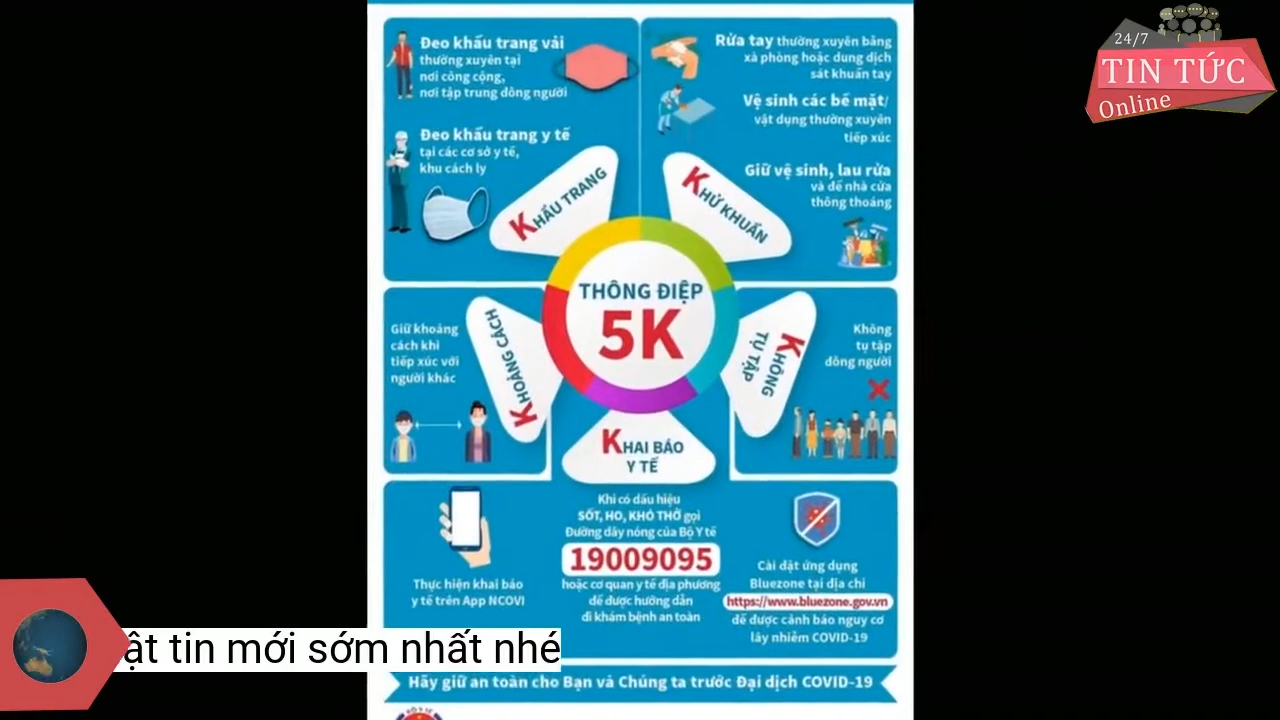 Đeo khẩu trang vải
thường xuyên tại
nơi công cộng,
nơi tập trung đông người
Đeo khẩu trang y tế
tại các cơ sở y tế,
khu cách ly
KHẨU TRANG
Rửa tay thường xuyên bằng
xà phòng hoặc dung dịch
sát khuẩn tay
Vệ sinh các bề mặt/
vật dụng thường xuyên
tiếp xúc
Giữ vệ sinh, lau rửa
và để nhà cửa
thông thoáng
KHỬ KHUẨN
24/7
TIN TỨC
Online
THÔNG ĐIỆP
5K
Giữ khoảng
cách khi
tiếp xúc với
người khác
KHOẢNG CÁCH
KHÔNG
TỤ TẬP
Không
tụ tập
đông người
KHAI BÁO
Y TẾ
Thực hiện khai báo
y tế trên App NCOVI
Khi có dấu hiệu
SỐT, HO, KHÓ THỞ gọi
Đường dây nóng của Bộ Y tế
19009095
hoặc cơ quan y tế địa phương
để được hướng dẫn
đi khám bệnh an toàn
Cài đặt ứng dụng
Bluezone tại địa chỉ
https://www.bluezone.gov.vn
để được cảnh báo nguy cơ
lây nhiễm COVID-19
ật tin mới sớm nhất nhé
Hãy giữ an toàn cho Bạn và Chúng ta trước Đại dịch COVID-19
BỘ Y TẾ